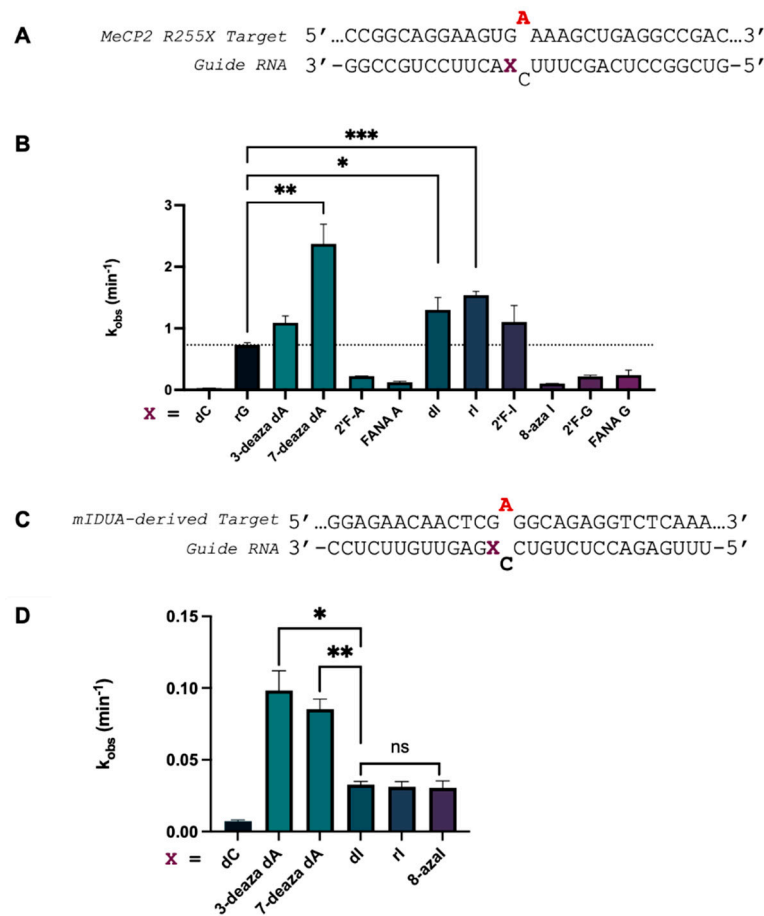 A
A
MeCP2 R255X Target 5′…CCGGCAGGAAGUG AAAGCUGAGGCCGAC…3′
Guide RNA 3′-GGCCGUCCUUCAX UUUCGACUCCGGCUG-5′
C
B
***
*
**
3
2
1
0
kobs (min-1)
X = dC rG 3-deaza dA 7-deaza dA 2'F-A FANA A dI rI 2'F-I 8-aza I 2'F-G FANA G
C
A
mIDUA-derived Target 5′…GGAGAACAACTCG GGCAGAGGTCTCAAA…3′
Guide RNA 3′-CCUCUUGUUGAGX CUGUCUCCAGAGUUU-5′
C
D
*
**
ns
0.15
0.10
0.05
0.00
kobs (min-1)
X = dC 3-deaza dA 7-deaza dA dI rI 8-azaI